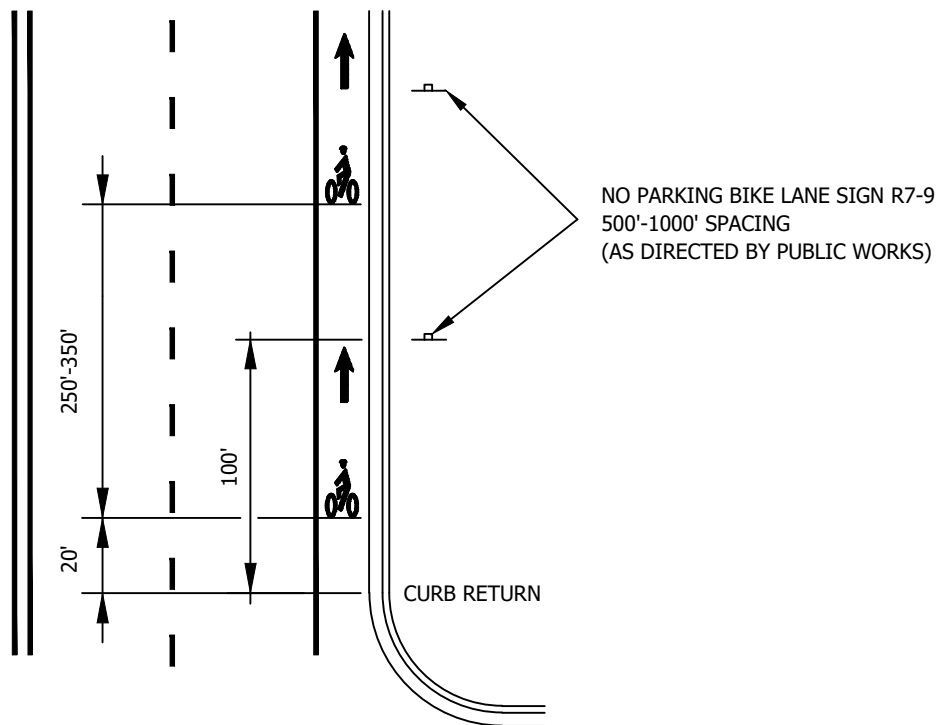 NO PARKING BIKE LANE SIGN R7-9
500'-1000' SPACING
(AS DIRECTED BY PUBLIC WORKS)
250'-350'
100'
20'
CURB RETURN